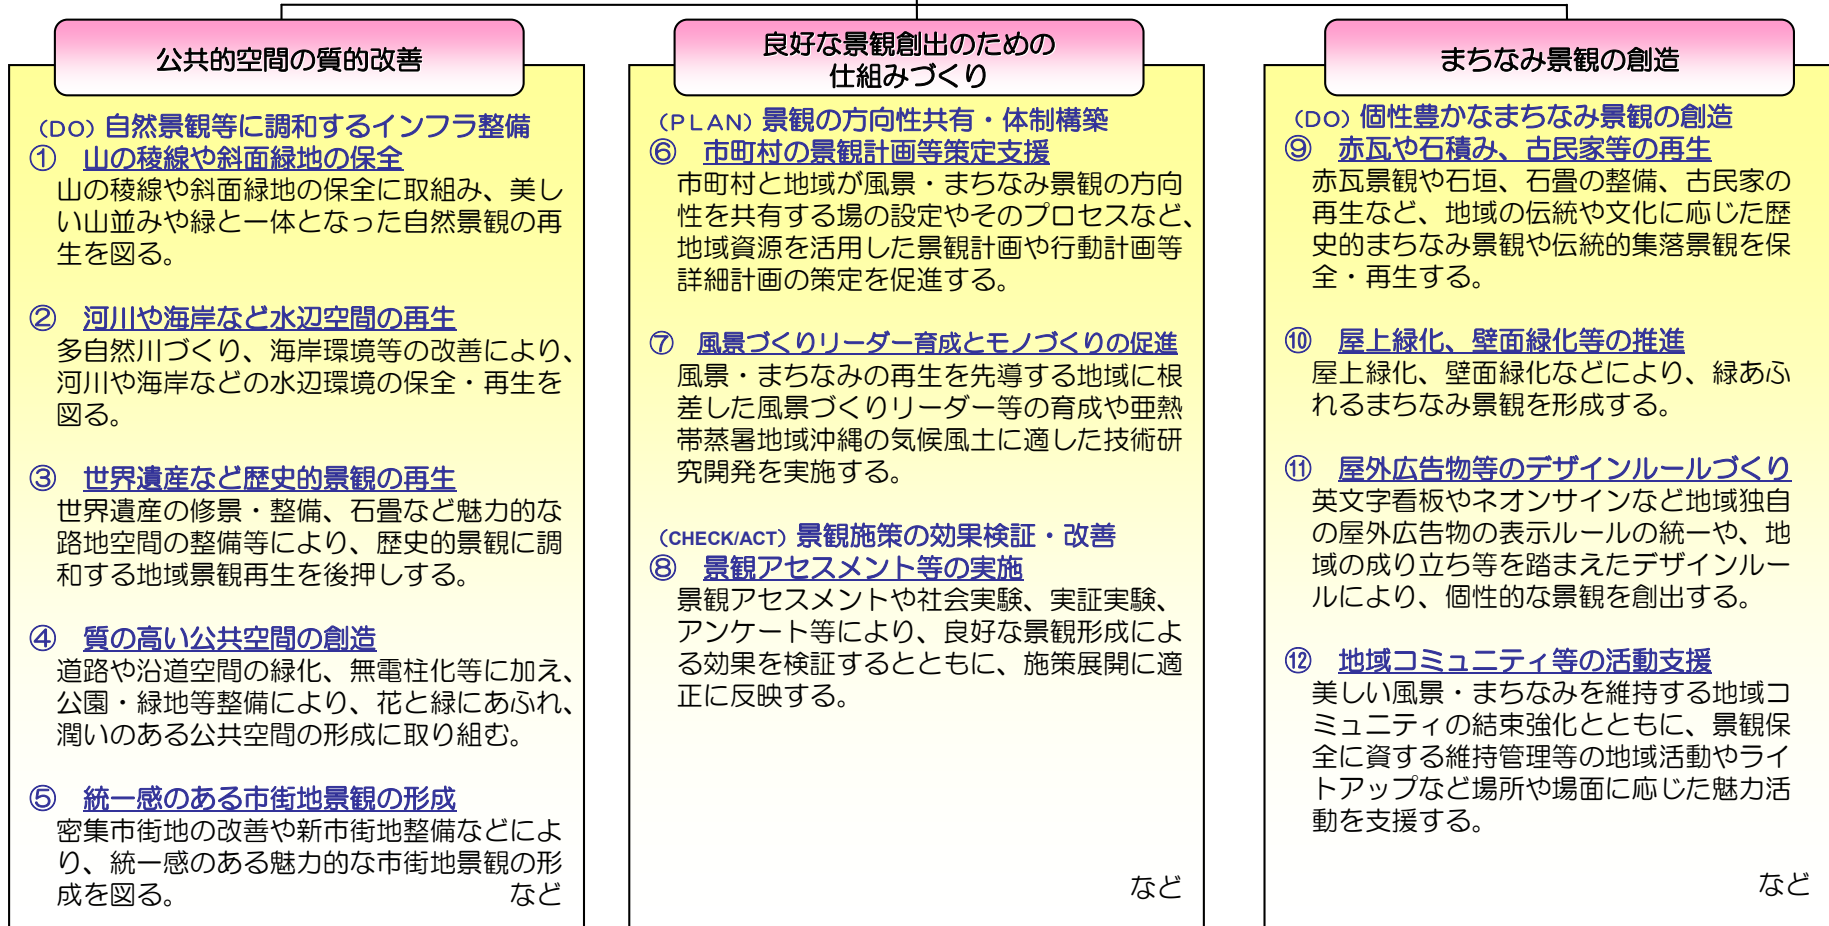 公共的空間の質的改善
（DO）自然景観等に調和するインフラ整備
① 山の稜線や斜面緑地の保全
山の稜線や斜面緑地の保全に取組み、美し
い山並みや緑と一体となった自然景観の再
生を図る。
② 河川や海岸など水辺空間の再生
多自然川づくり、海岸環境等の改善により、
河川や海岸などの水辺環境の保全・再生を
図る。
③ 世界遺産など歴史的景観の再生
世界遺産の修景・整備、石畳など魅力的な
路地空間の整備等により、歴史的景観に調
和する地域景観再生を後押しする。
④ 質の高い公共空間の創造
道路や沿道空間の緑化、無電柱化等に加え、
公園・緑地等整備により、花と緑にあふれ、
潤いのある公共空間の形成に取り組む。
⑤ 統一感のある市街地景観の形成
密集市街地の改善や新市街地整備などによ
り、統一感のある魅力的な市街地景観の形
成を図る。 など
良好な景観創出のための
仕組みづくり
（PLAN）景観の方向性共有・体制構築
⑥ 市町村の景観計画等策定支援
市町村と地域が風景・まちなみ景観の方向
性を共有する場の設定やそのプロセスなど、
地域資源を活用した景観計画や行動計画等
詳細計画の策定を促進する。
⑦ 風景づくりリーダー育成とモノづくりの促進
風景・まちなみの再生を先導する地域に根
差した風景づくりリーダー等の育成や亜熱
帯蒸暑地域沖縄の気候風土に適した技術研
究開発を実施する。
（CHECK/ACT）景観施策の効果検証・改善
⑧ 景観アセスメント等の実施
景観アセスメントや社会実験、実証実験、
アンケート等により、良好な景観形成によ
る効果を検証するとともに、施策展開に適
正に反映する。
など
まちなみ景観の創造
（DO）個性豊かなまちなみ景観の創造
⑨ 赤瓦や石積み、古民家等の再生
赤瓦景観や石垣、石畳の整備、古民家の
再生など、地域の伝統や文化に応じた歴
史的まちなみ景観や伝統的集落景観を保
全・再生する。
⑩ 屋上緑化、壁面緑化等の推進
屋上緑化、壁面緑化などにより、緑あふ
れるまちなみ景観を形成する。
⑪ 屋外広告物等のデザインルールづくり
英文字看板やネオンサインなど地域独自
の屋外広告物の表示ルールの統一や、地
域の成り立ち等を踏まえたデザインルー
ルにより、個性的な景観を創出する。
⑫ 地域コミュニティ等の活動支援
美しい風景・まちなみを維持する地域コ
ミュニティの結束強化とともに、景観保
全に資する維持管理等の地域活動やライ
トアップなど場所や場面に応じた魅力活
動を支援する。
など